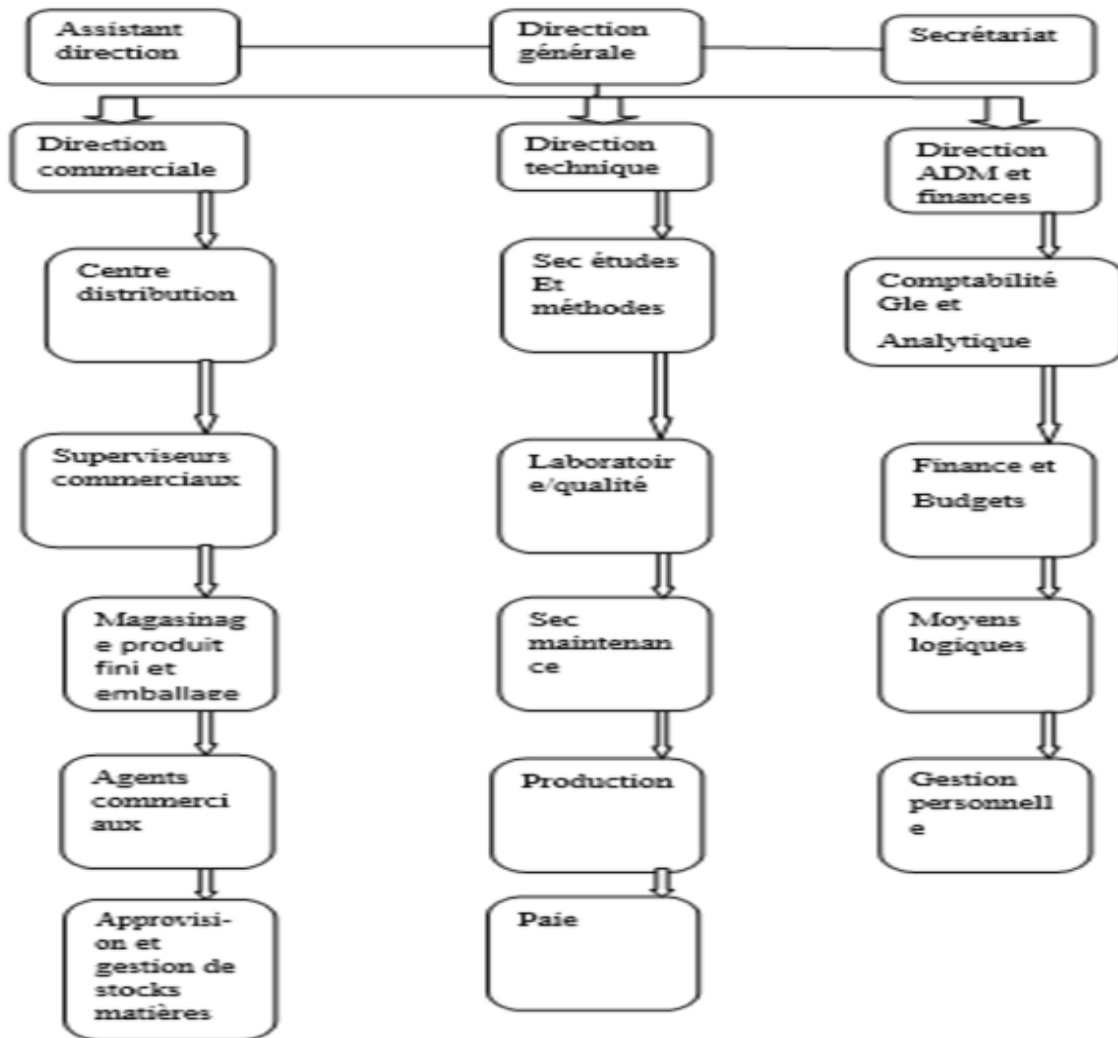 Assistant
direction
Direction
générale
Secrétariat
Direction
commerciale
Direction
technique
Direction
ADM et
finances
Centre
distribution
Sec études
Et
méthodes
Comptabilité
Gle et
Analytique
Superviseurs
commerciaux
Laboratoir
e/qualité
Finance et
Budgets
Magasinag
e produit
fini et
emballage
Sec
maintenan
ce
Moyens
logiques
Agents
commerci
aux
Production
Gestion
personnell
e
Approvisi-
on et
gestion de
stocks
matières
Paie